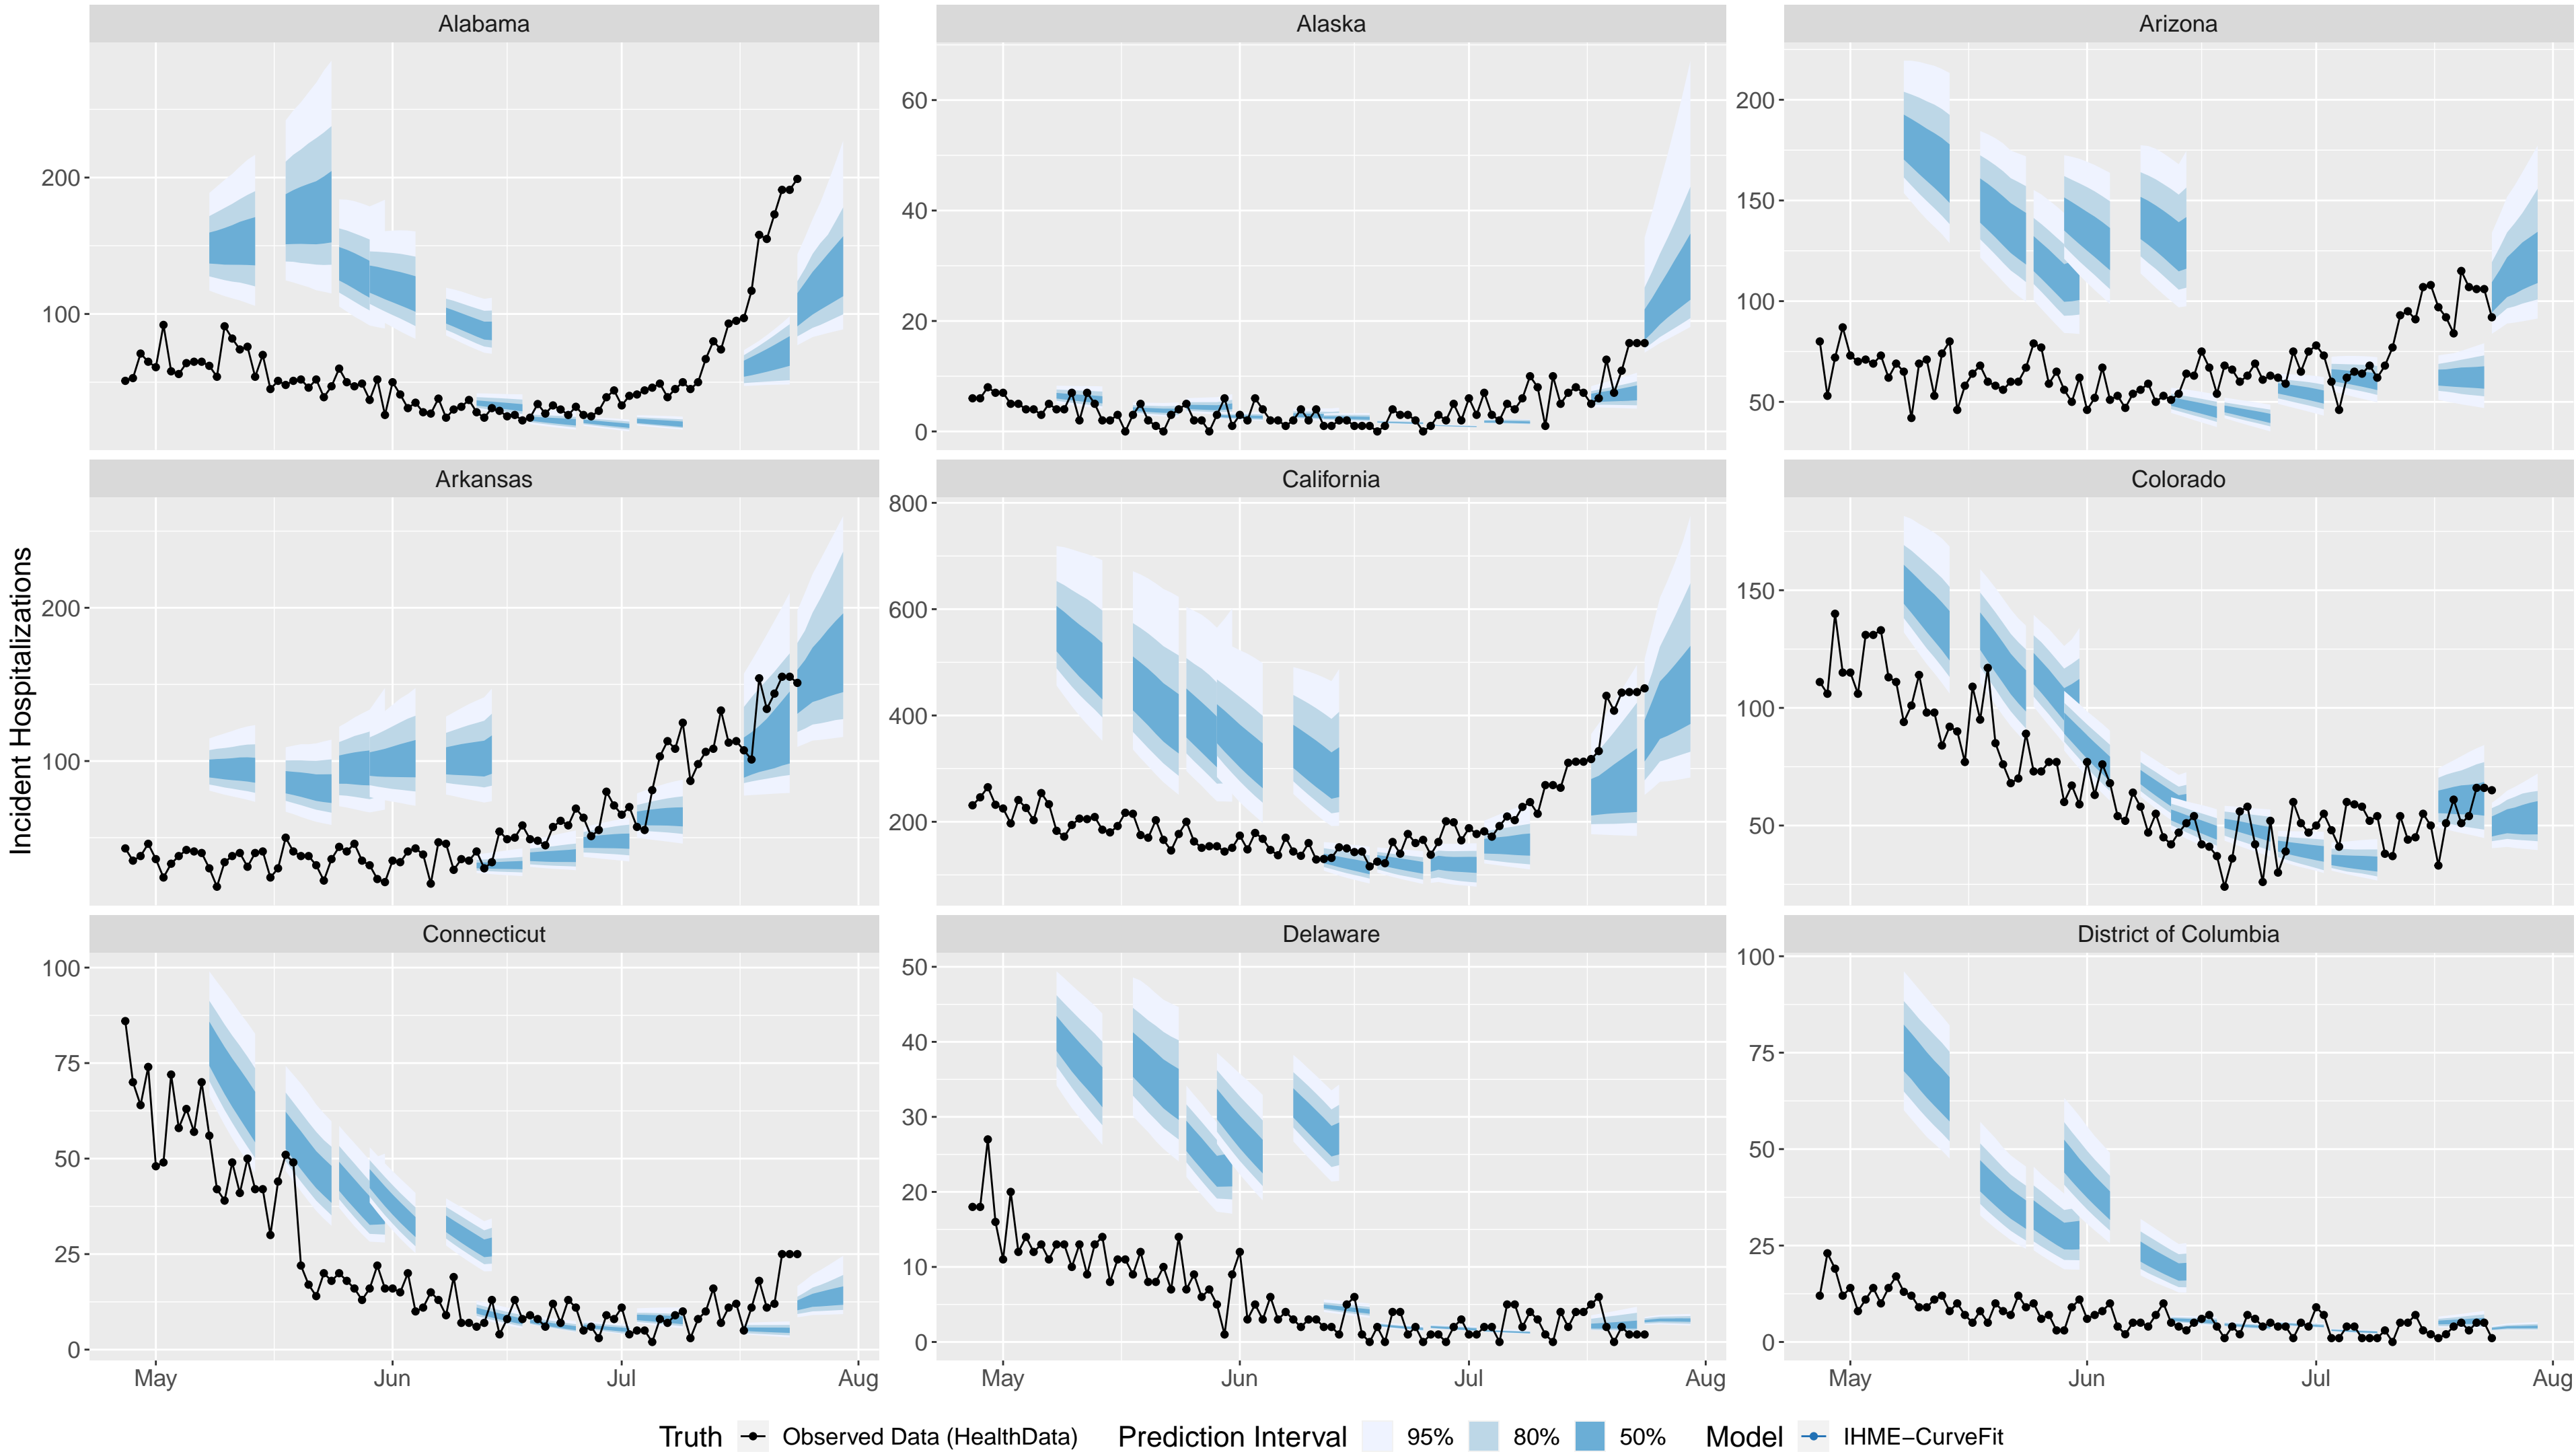 Alabama
Alaska
Arizona
200
100
60
40
20
0
200
150
100
50
Arkansas
California
Colorado
200
100
800
600
400
200
150
100
50
Incident Hospitalizations
Connecticut
Delaware
District of Columbia
100
75
50
25
0
50
40
30
20
10
0
100
75
50
25
0
May Jun Jul Aug
May Jun Jul Aug
May Jun Jul Aug
Truth Observed Data (HealthData) Prediction Interval 95% 80% 50% Model IHME−CurveFit